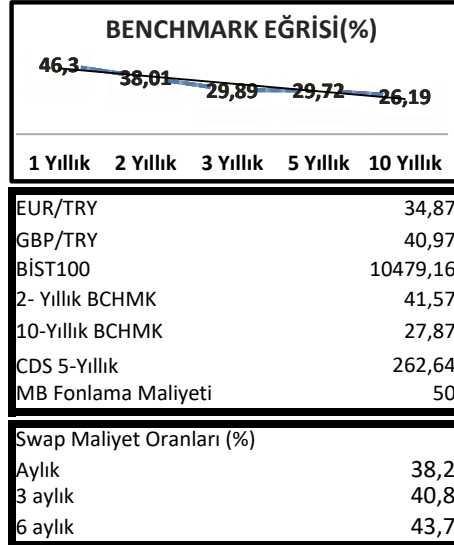 BENCHMARK EĞRİSİ(%)
46,3 38,01 29,89 29,72 26,19
1 Yıllık 2 Yıllık 3 Yıllık 5 Yıllık 10 Yıllık
EUR/TRY 34,87
GBP/TRY 40,97
BİST100 10479,16
2- Yıllık BCHMK 41,57
10-Yıllık BCHMK 27,87
CDS 5-Yıllık 262,64
MB Fonlama Maliyeti 50
Swap Maliyet Oranları (%)
Aylık 38,2
3 aylık 40,8
6 aylık 43,7